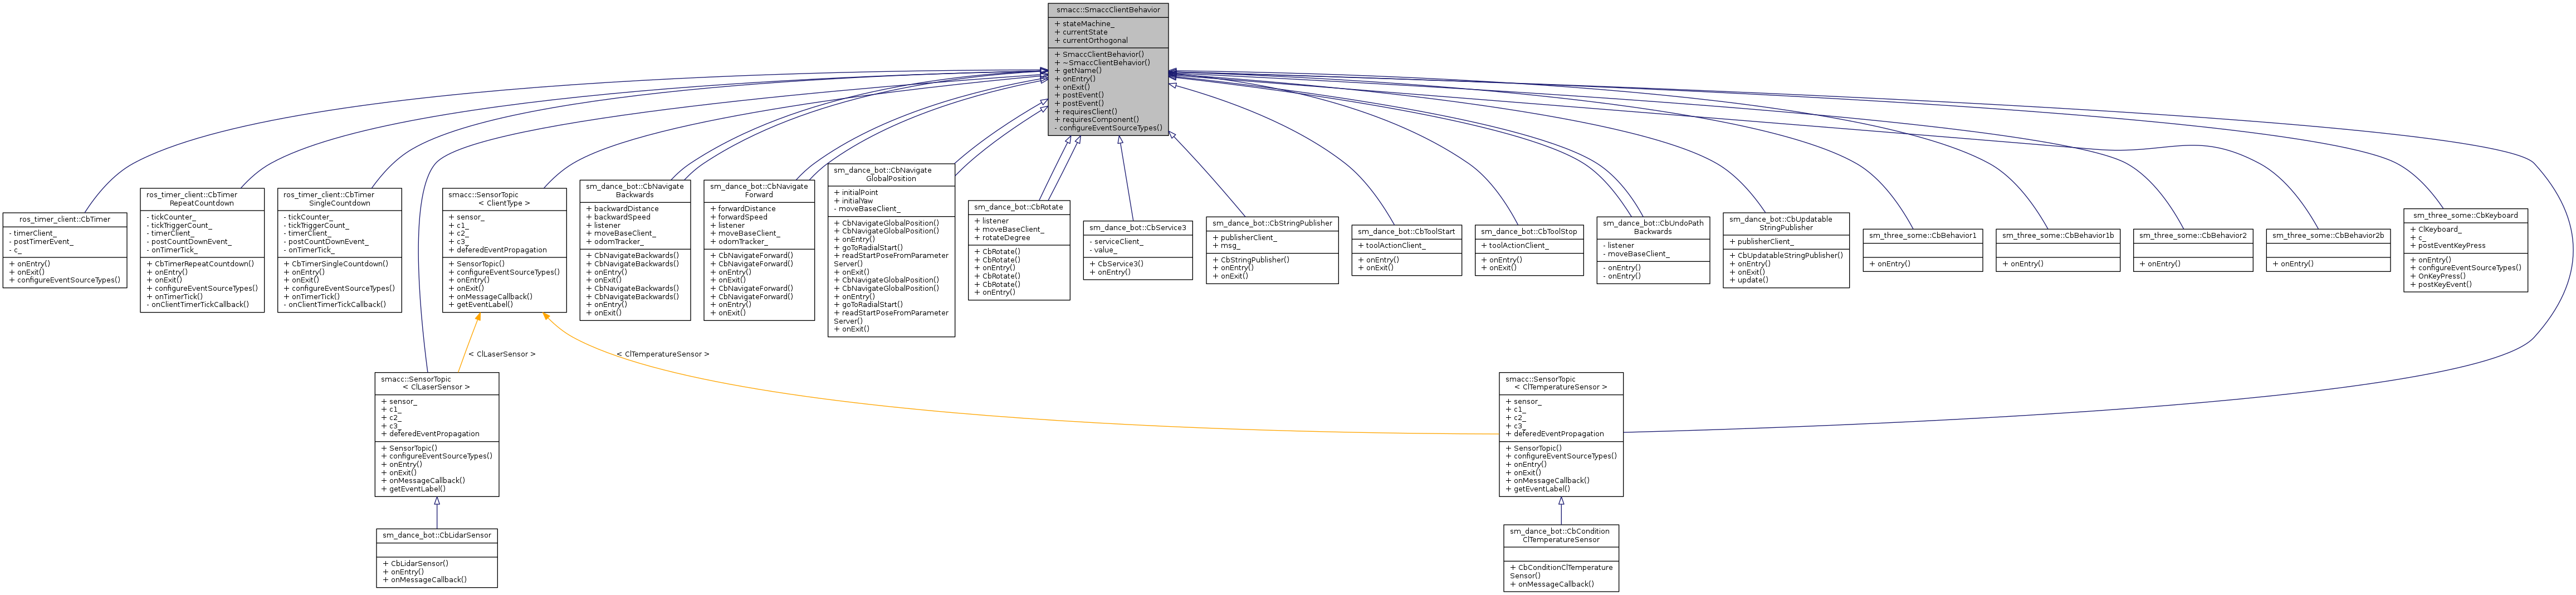 smacc::SmaccClientBehavior
+ stateMachine_
+ currentState
+ currentOrthogonal
+ SmaccClientBehavior()
+ ~SmaccClientBehavior()
+ getName()
+ onEntry()
+ onExit()
+ postEvent()
+ postEvent()
+ requiresClient()
+ requiresComponent()
- configureEventSourceTypes()
ros_timer_client::CbTimer
- timerClient_
- postTimerEvent_
- c_
+ onEntry()
+ onExit()
+ configureEventSourceTypes()
ros_timer_client::CbTimer
RepeatCountdown
- tickCounter_
- tickTriggerCount_
- timerClient_
- postCountDownEvent_
- onTimerTick_
+ CbTimerRepeatCountdown()
+ onEntry()
+ onExit()
+ configureEventSourceTypes()
+ onTimerTick()
- onClientTimerTickCallback()
ros_timer_client::CbTimer
SingleCountdown
- tickCounter_
- tickTriggerCount_
- timerClient_
- postCountDownEvent_
- onTimerTick_
+ CbTimerSingleCountdown()
+ onEntry()
+ onExit()
+ configureEventSourceTypes()
+ onTimerTick()
- onClientTimerTickCallback()
smacc::SensorTopic
< ClientType >
+ sensor_
+ c1_
+ c2_
+ c3_
+ deferedEventPropagation
+ SensorTopic()
+ configureEventSourceTypes()
+ onEntry()
+ onExit()
+ onMessageCallback()
+ getEventLabel()
sm_dance_bot::CbNavigate
Backwards
+ backwardDistance
+ backwardSpeed
+ listener
+ moveBaseClient_
+ odomTracker_
+ CbNavigateBackwards()
+ CbNavigateBackwards()
+ onEntry()
+ onExit()
+ CbNavigateBackwards()
+ CbNavigateBackwards()
+ onEntry()
+ onExit()
sm_dance_bot::CbNavigate
Forward
+ forwardDistance
+ forwardSpeed
+ listener
+ moveBaseClient_
+ odomTracker_
+ CbNavigateForward()
+ CbNavigateForward()
+ onEntry()
+ onExit()
+ CbNavigateForward()
+ CbNavigateForward()
+ onEntry()
+ onExit()
sm_dance_bot::CbNavigate
GlobalPosition
+ initialPoint
+ initialYaw
- moveBaseClient_
+ CbNavigateGlobalPosition()
+ CbNavigateGlobalPosition()
+ onEntry()
+ goToRadialStart()
+ readStartPoseFromParameter
Server()
+ onExit()
+ CbNavigateGlobalPosition()
+ CbNavigateGlobalPosition()
+ onEntry()
+ goToRadialStart()
+ readStartPoseFromParameter
Server()
+ onExit()
sm_dance_bot::CbRotate
+ listener
+ moveBaseClient_
+ rotateDegree
+ CbRotate()
+ CbRotate()
+ onEntry()
+ CbRotate()
+ CbRotate()
+ onEntry()
sm_dance_bot::CbService3
- serviceClient_
- value_
+ CbService3()
+ onEntry()
sm_dance_bot::CbStringPublisher
+ publisherClient_
+ msg_
+ CbStringPublisher()
+ onEntry()
+ onExit()
sm_dance_bot::CbToolStart
+ toolActionClient_
+ onEntry()
+ onExit()
sm_dance_bot::CbToolStop
+ toolActionClient_
+ onEntry()
+ onExit()
sm_dance_bot::CbUndoPath
Backwards
- listener
- moveBaseClient_
- onEntry()
- onEntry()
sm_dance_bot::CbUpdatable
StringPublisher
+ publisherClient_
+ CbUpdatableStringPublisher()
+ onEntry()
+ onExit()
+ update()
sm_three_some::CbBehavior1
+ onEntry()
sm_three_some::CbBehavior1b
+ onEntry()
sm_three_some::CbBehavior2
+ onEntry()
sm_three_some::CbBehavior2b
+ onEntry()
sm_three_some::CbKeyboard
+ ClKeyboard_
+ c_
+ postEventKeyPress
+ onEntry()
+ configureEventSourceTypes()
+ OnKeyPress()
+ postKeyEvent()
< ClLaserSensor >
< ClTemperatureSensor >
smacc::SensorTopic
< ClLaserSensor >
+ sensor_
+ c1_
+ c2_
+ c3_
+ deferedEventPropagation
+ SensorTopic()
+ configureEventSourceTypes()
+ onEntry()
+ onExit()
+ onMessageCallback()
+ getEventLabel()
smacc::SensorTopic
< ClTemperatureSensor >
+ sensor_
+ c1_
+ c2_
+ c3_
+ deferedEventPropagation
+ SensorTopic()
+ configureEventSourceTypes()
+ onEntry()
+ onExit()
+ onMessageCallback()
+ getEventLabel()
sm_dance_bot::CbLidarSensor
+ CbLidarSensor()
+ onEntry()
+ onMessageCallback()
sm_dance_bot::CbCondition
ClTemperatureSensor
+ CbConditionClTemperature
Sensor()
+ onMessageCallback()